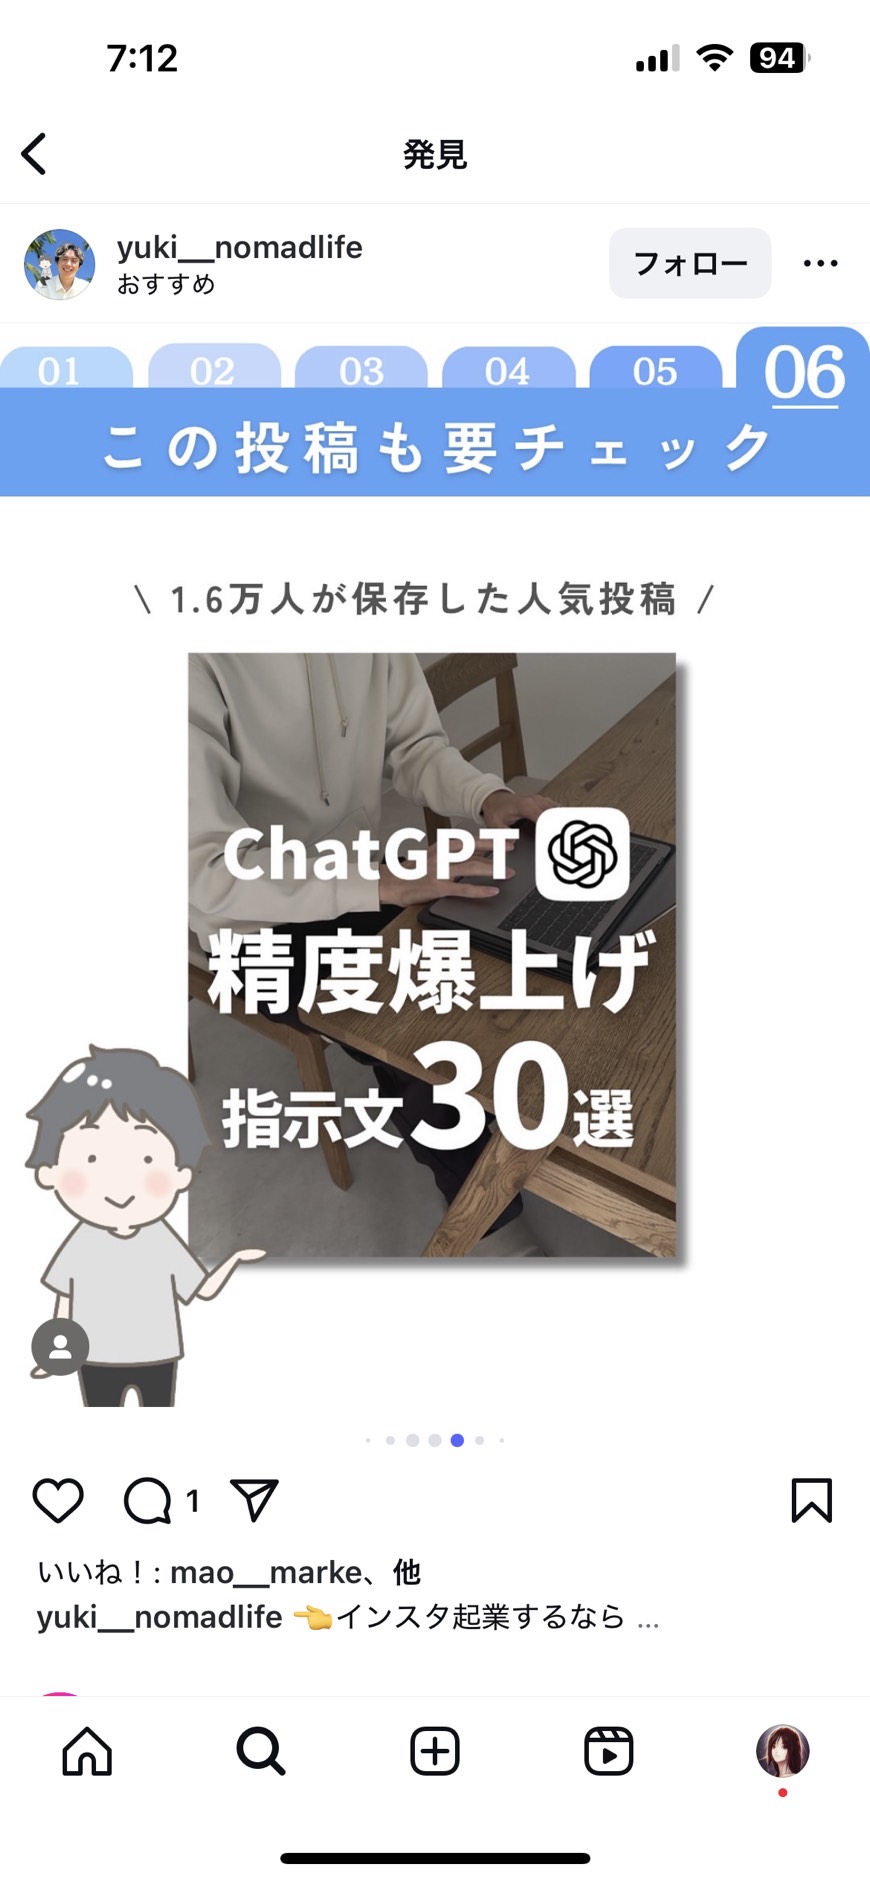 7:12
94
発見
yuki__nomadlife
おすすめ
フォロー
01 02 03 04 05 06
この投稿も要チェック
\ 1.6万人が保存した人気投稿 /
ChatGPT
精度爆上げ
指示文30選
1
いいね！: mao__marke、他
yuki__nomadlife 👈インスタ起業するなら ...